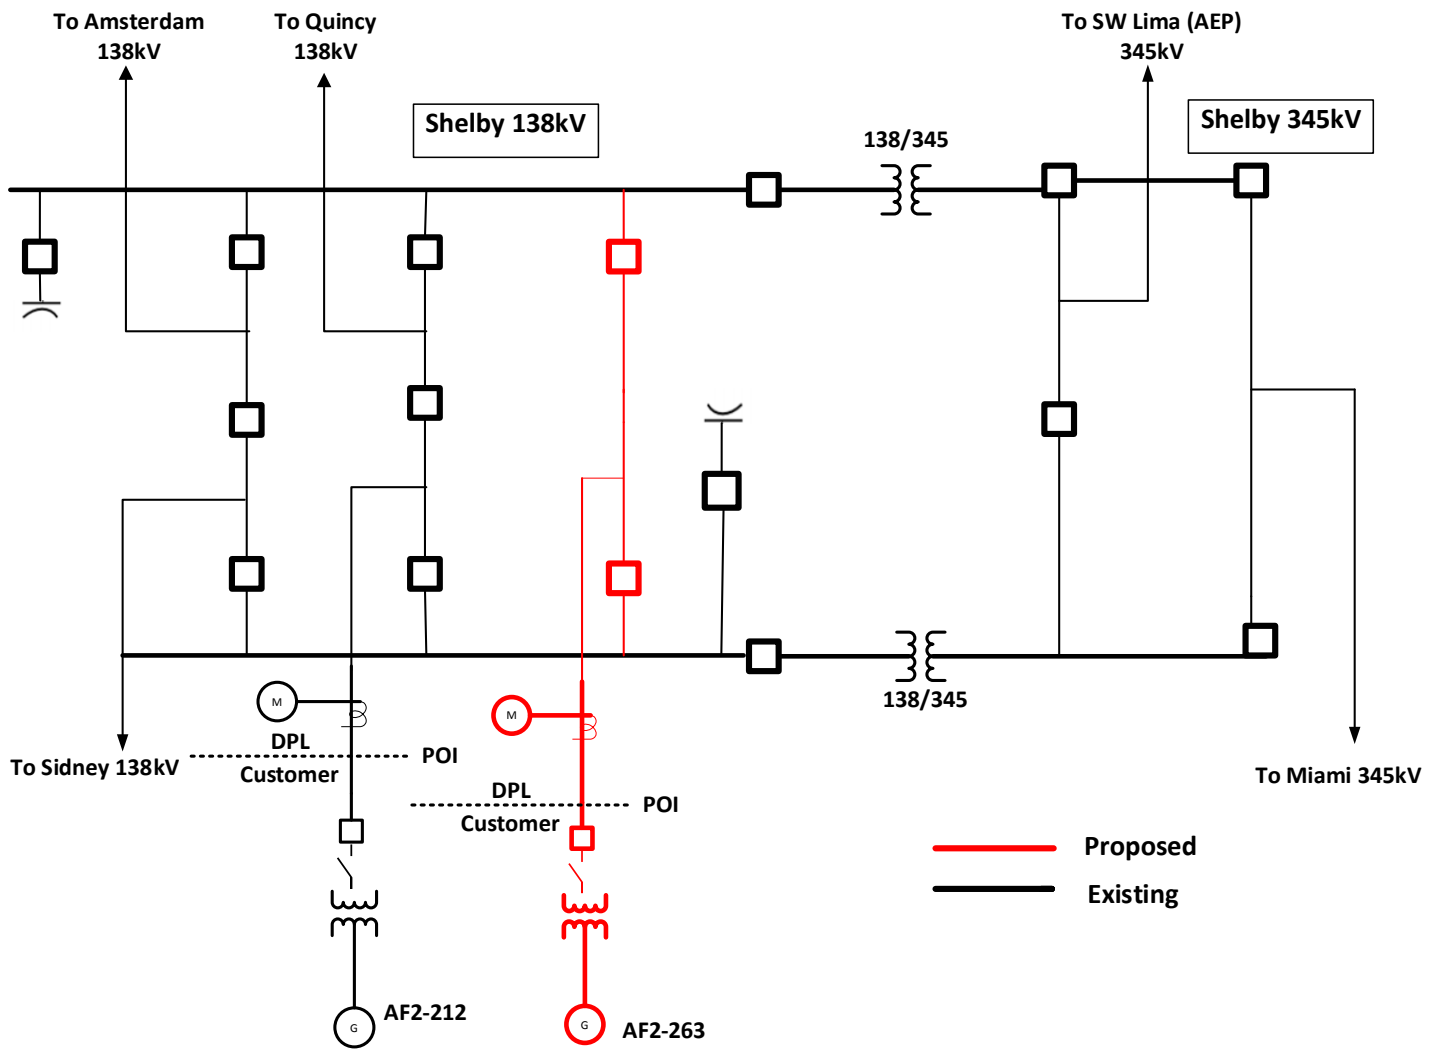 To Amsterdam
138kV
To Quincy
138kV
To SW Lima (AEP)
345kV
Shelby 138kV
Shelby 345kV
138/345
M
DPL
POI
To Sidney 138kV
Customer
M
DPL
POI
Customer
138/345
To Miami 345kV
Proposed
Existing
G
AF2-212
G
AF2-263